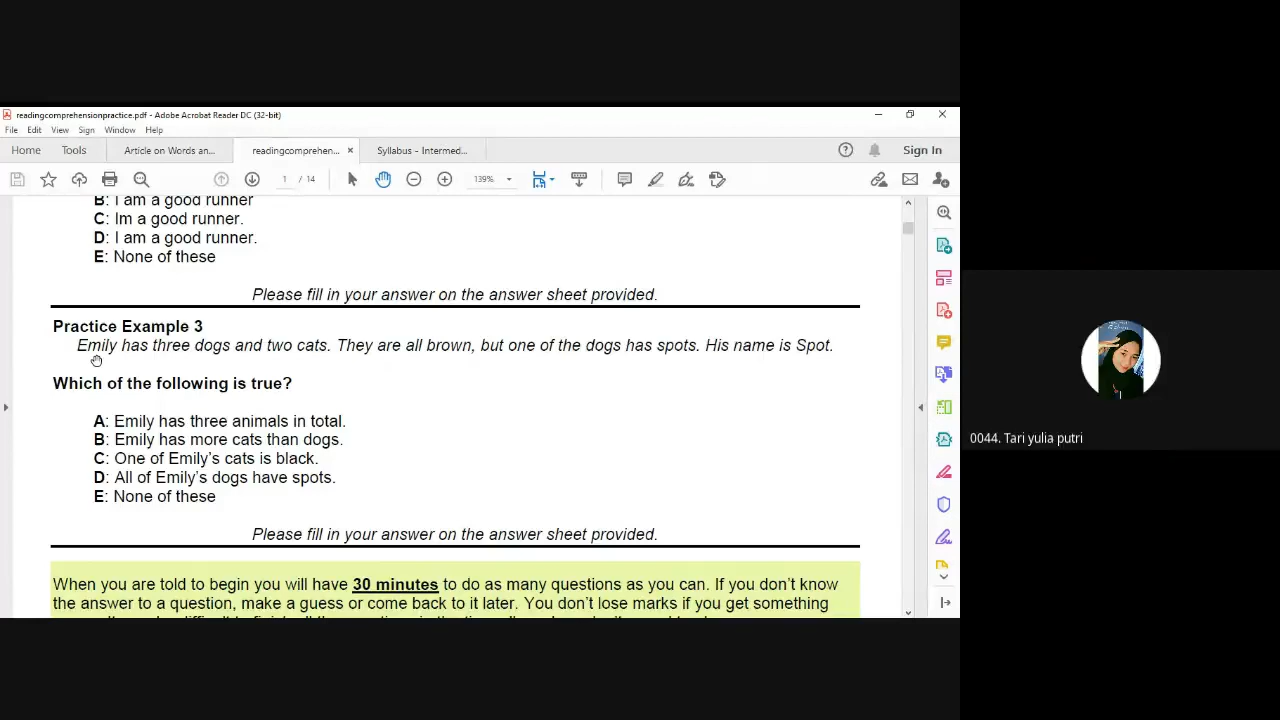 readingcomprehensionpractice.pdf - Adobe Acrobat Reader DC (32-bit)
File Edit View Sign Window Help
Home Tools Article on Words an... readingcomprehen... Syllabus - Intermed... Sign In
1 / 14 139%
B: I am a good runner
C: Im a good runner.
D: I am a good runner.
E: None of these
Please fill in your answer on the answer sheet provided.
Practice Example 3
Emily has three dogs and two cats. They are all brown, but one of the dogs has spots. His name is Spot.
Which of the following is true?
A: Emily has three animals in total.
B: Emily has more cats than dogs.
C: One of Emily's cats is black.
D: All of Emily's dogs have spots.
E: None of these
Please fill in your answer on the answer sheet provided.
When you are told to begin you will have 30 minutes to do as many questions as you can. If you don't know
the answer to a question, make a guess or come back to it later. You don't lose marks if you get something
0044. Tari yulia putri